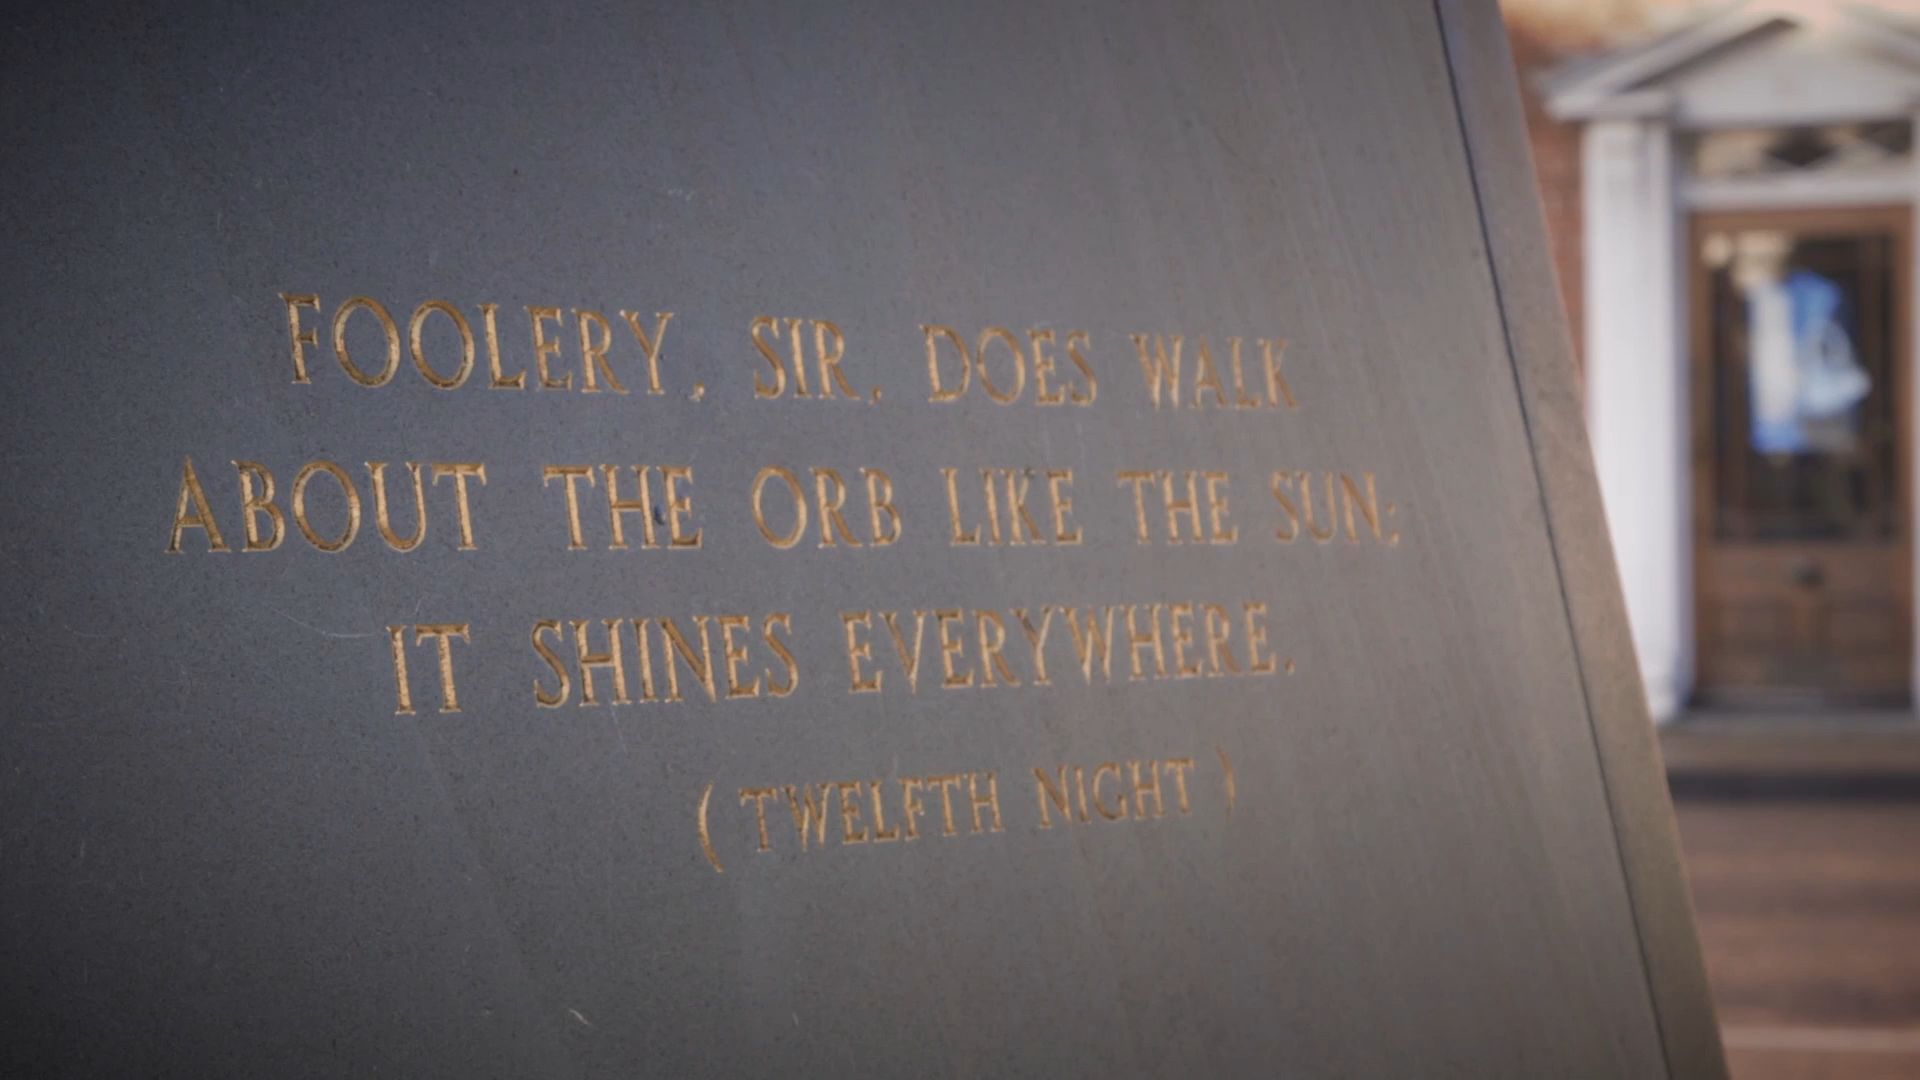 FOOLERY, SIR, DOES WALK
ABOUT THE ORB LIKE THE SUN;
IT SHINES EVERYWHERE.
(TWELFTH NIGHT)